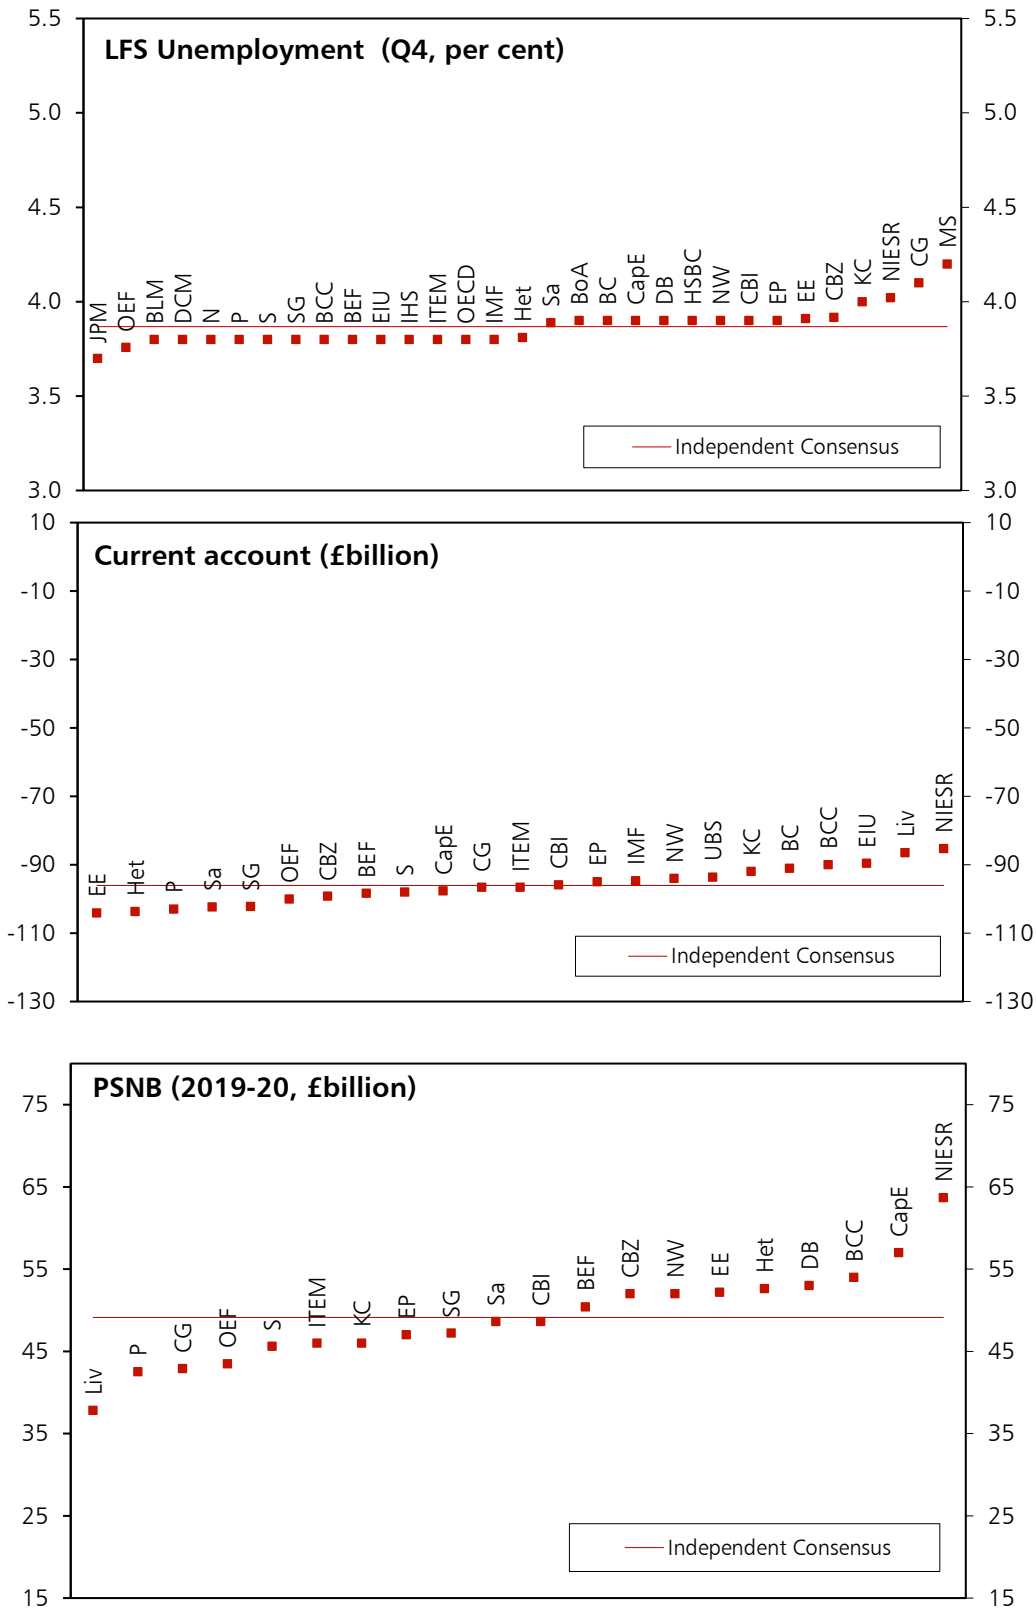 LFS Unemployment (Q4, per cent)
5.5 5.5
5.0 5.0
4.5 4.5
4.0 4.0
3.5 3.5
3.0 3.0
JPM OEF BLM DCM N P S SG BCC BEF EIU IHS ITEM OECD IMF Het Sa BoA BC CapE DB HSBC NW CBI EP EE CBZ KC NIESR CG MS
Independent Consensus
Current account (£billion)
10 10
-10 -10
-30 -30
-50 -50
-70 -70
-90 -90
-110 -110
-130 -130
EE Het P Sa SG OEF CBZ BEF S CapE CG ITEM CBI EP IMF NW UBS KC BC BCC EIU Liv NIESR
Independent Consensus
PSNB (2019-20, £billion)
75 75
65 65
55 55
45 45
35 35
25 25
15 15
Liv P CG OEF S ITEM KC EP SG Sa CBI BEF CBZ NW EE Het DB BCC CapE NIESR
Independent Consensus